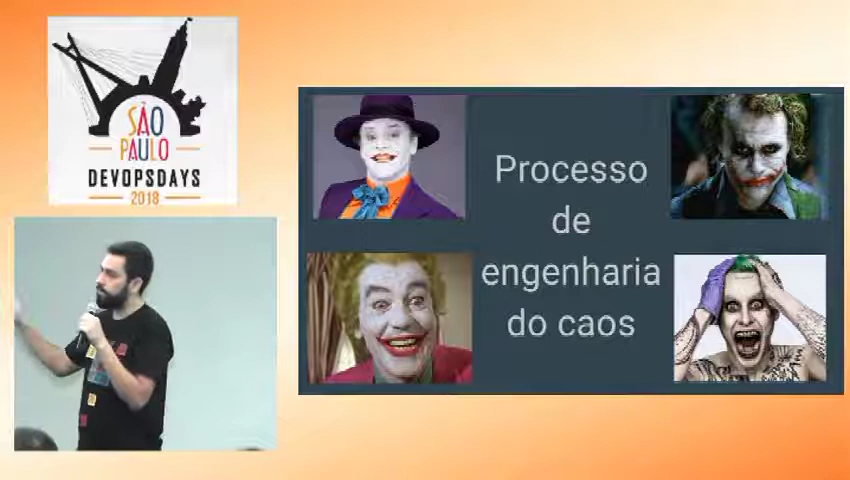 SÃO
PAULO
DEVOPSDAYS
2018
Processo
de
engenharia
do caos